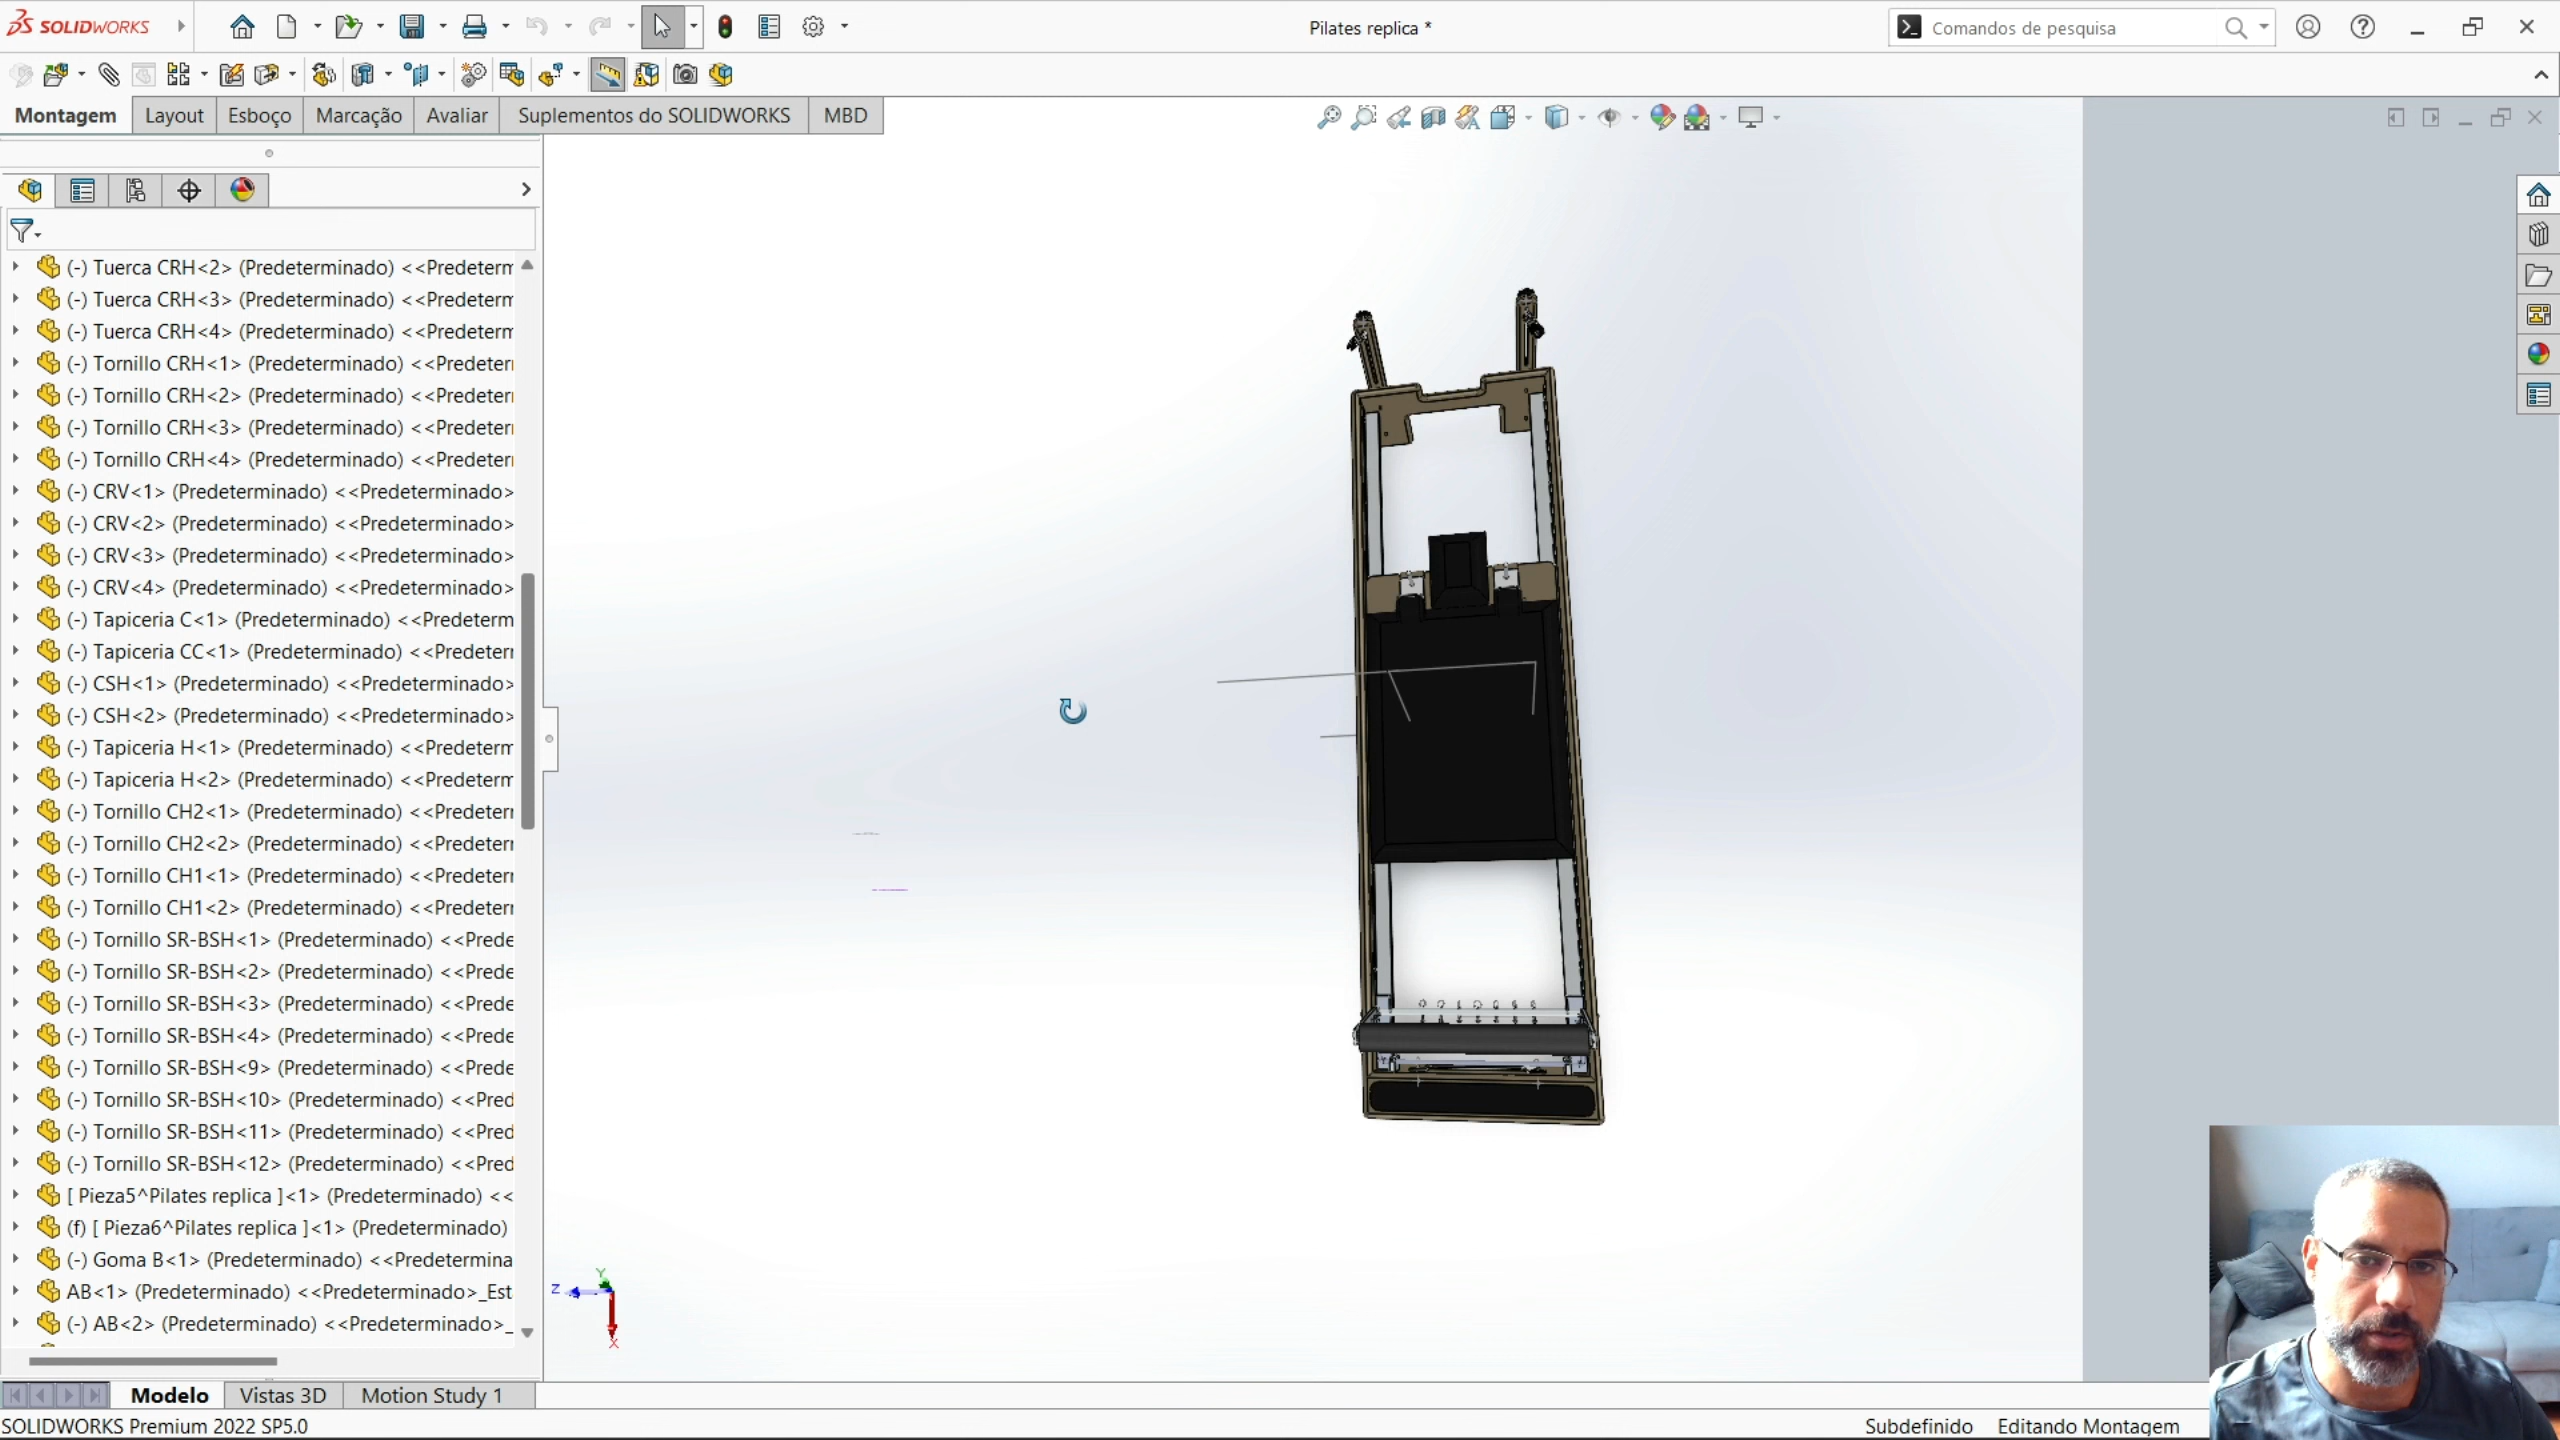 SOLIDWORKS
Pilates replica *
Comandos de pesquisa
Montagem
Layout
Esboço
Marcação
Avaliar
Suplementos do SOLIDWORKS
MBD
(-) Tuerca CRH<2> (Predeterminado) <<Predeterm
(-) Tuerca CRH<3> (Predeterminado) <<Predeterm
(-) Tuerca CRH<4> (Predeterminado) <<Predeterm
(-) Tornillo CRH<1> (Predeterminado) <<Predeter
(-) Tornillo CRH<2> (Predeterminado) <<Predeter
(-) Tornillo CRH<3> (Predeterminado) <<Predeter
(-) Tornillo CRH<4> (Predeterminado) <<Predeter
(-) CRV<1> (Predeterminado) <<Predeterminado>
(-) CRV<2> (Predeterminado) <<Predeterminado>
(-) CRV<3> (Predeterminado) <<Predeterminado>
(-) CRV<4> (Predeterminado) <<Predeterminado>
(-) Tapiceria C<1> (Predeterminado) <<Predeterm
(-) Tapiceria CC<1> (Predeterminado) <<Predeter
(-) CSH<1> (Predeterminado) <<Predeterminado>
(-) CSH<2> (Predeterminado) <<Predeterminado>
(-) Tapiceria H<1> (Predeterminado) <<Predeterm
(-) Tapiceria H<2> (Predeterminado) <<Predeterm
(-) Tornillo CH2<1> (Predeterminado) <<Predeter
(-) Tornillo CH2<2> (Predeterminado) <<Predeter
(-) Tornillo CH1<1> (Predeterminado) <<Predeter
(-) Tornillo CH1<2> (Predeterminado) <<Predeter
(-) Tornillo SR-BSH<1> (Predeterminado) <<Prede
(-) Tornillo SR-BSH<2> (Predeterminado) <<Prede
(-) Tornillo SR-BSH<3> (Predeterminado) <<Prede
(-) Tornillo SR-BSH<4> (Predeterminado) <<Prede
(-) Tornillo SR-BSH<9> (Predeterminado) <<Prede
(-) Tornillo SR-BSH<10> (Predeterminado) <<Pred
(-) Tornillo SR-BSH<11> (Predeterminado) <<Pred
(-) Tornillo SR-BSH<12> (Predeterminado) <<Pred
[ Pieza5^Pilates replica ]<1> (Predeterminado) <<
(f) [ Pieza6^Pilates replica ]<1> (Predeterminado)
(-) Goma B<1> (Predeterminado) <<Predetermina
AB<1> (Predeterminado) <<Predeterminado>_Est
(-) AB<2> (Predeterminado) <<Predeterminado>_
Y
Z
X
Modelo
Vistas 3D
Motion Study 1
SOLIDWORKS Premium 2022 SP5.0
Subdefinido
Editando Montagem